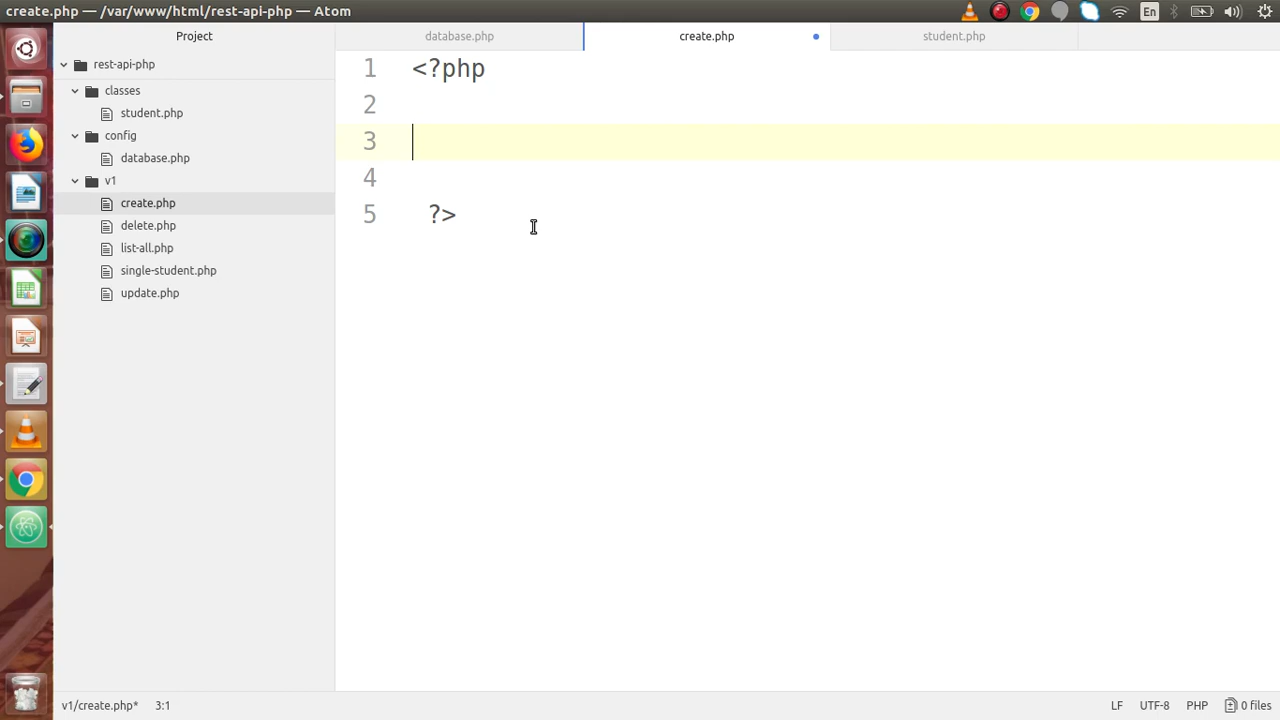 create.php — /var/www/html/rest-api-php — Atom
En
Project
database.php
create.php
student.php
rest-api-php
classes
student.php
config
database.php
v1
create.php
delete.php
list-all.php
single-student.php
update.php
1 <?php
2
3
4
5 ?>
v1/create.php* 3:1
LF UTF-8 PHP 0 files